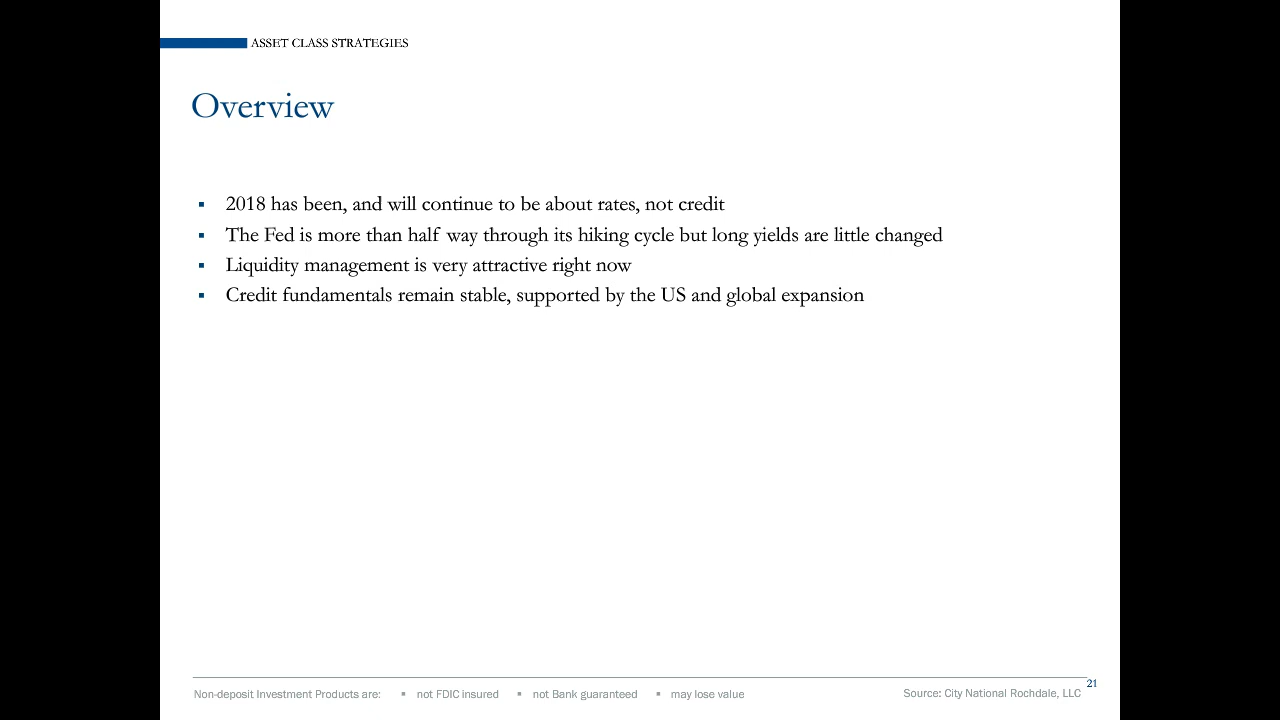 ASSET CLASS STRATEGIES
Overview
▪ 2018 has been, and will continue to be about rates, not credit
▪ The Fed is more than half way through its hiking cycle but long yields are little changed
▪ Liquidity management is very attractive right now
▪ Credit fundamentals remain stable, supported by the US and global expansion
Non-deposit Investment Products are: ▪ not FDIC insured ▪ not Bank guaranteed ▪ may lose value
Source: City National Rochdale, LLC
21